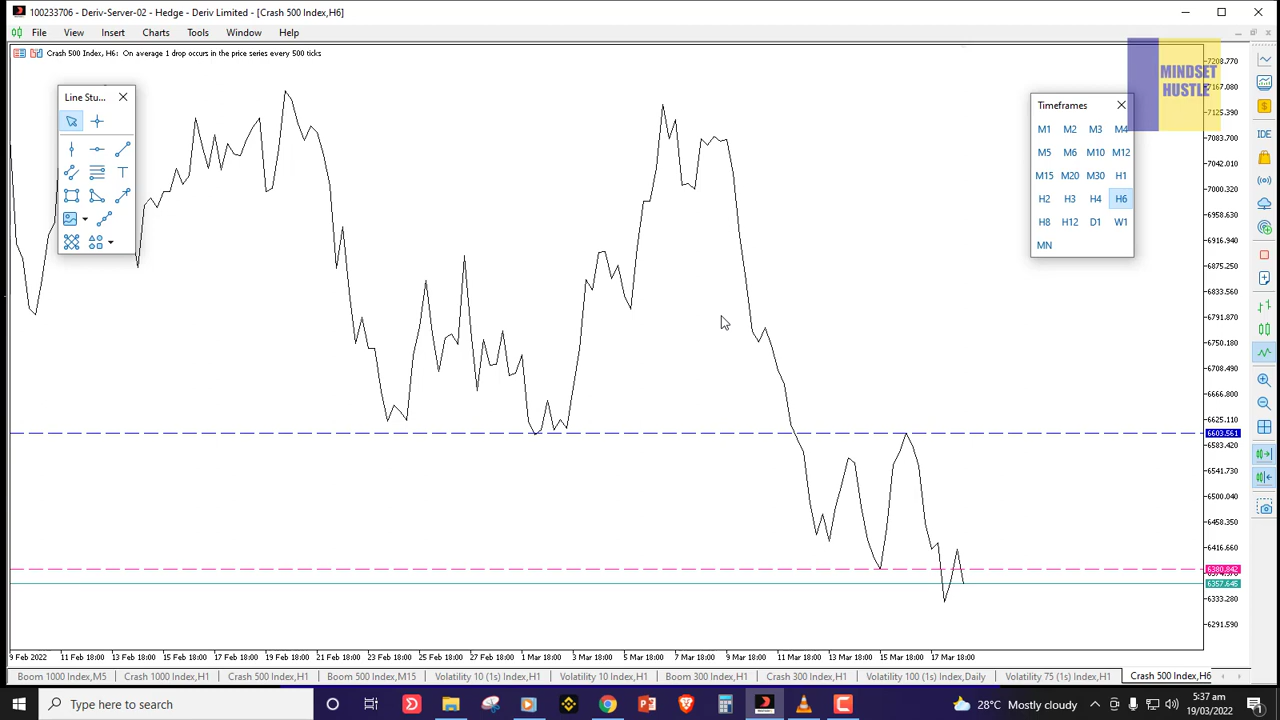 100233706 - Deriv-Server-02 - Hedge - Deriv Limited - [Crash 500 Index,H6]
File View Insert Charts Tools Window Help
Crash 500 Index, H6: On average 1 drop occurs in the price series every 500 ticks
MINDSET
HUSTLE
Line Stu...
T
Timeframes
M1 M2 M3 M4
M5 M6 M10 M12
M15 M20 M30 H1
H2 H3 H4 H6
H8 H12 D1 W1
MN
IDE
7208.770
7167.080
7125.390
7083.700
7042.010
7000.320
6958.630
6916.940
6875.250
6833.560
6791.870
6750.180
6708.490
6666.800
6625.110
6603.561
6583.420
6541.730
6500.040
6458.350
6416.660
6380.842
6357.645
6333.280
6291.590
9 Feb 2022 11 Feb 18:00 13 Feb 18:00 15 Feb 18:00 17 Feb 18:00 19 Feb 18:00 21 Feb 18:00 23 Feb 18:00 25 Feb 18:00 27 Feb 18:00 1 Mar 18:00 3 Mar 18:00 5 Mar 18:00 7 Mar 18:00 9 Mar 18:00 11 Mar 18:00 13 Mar 18:00 15 Mar 18:00 17 Mar 18:00
Boom 1000 Index,M5 Crash 1000 Index,H1 Crash 500 Index,H1 Boom 500 Index,M15 Volatility 10 (1s) Index,H1 Volatility 10 Index,H1 Boom 300 Index,H1 Crash 300 Index,H1 Volatility 100 (1s) Index,Daily Volatility 75 (1s) Index,H1 Crash 500 Index,H6
Type here to search
28°C Mostly cloudy
5:37 am
19/03/2022